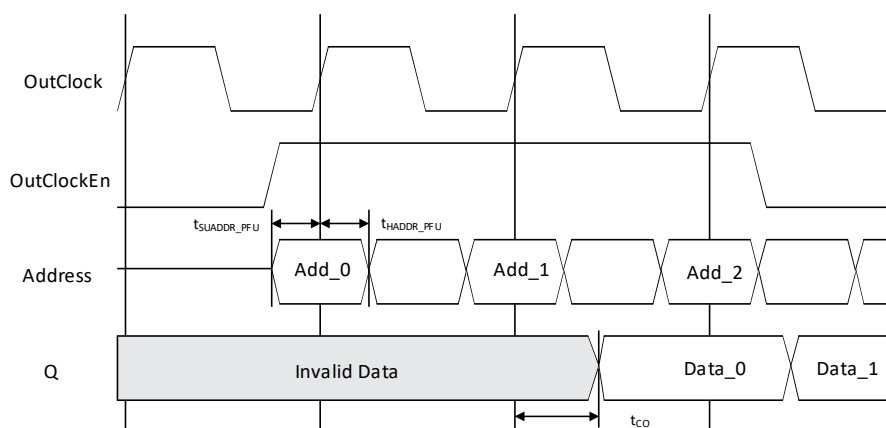 OutClock
OutClockEn
tSUADDR_PFU
tHADDR_PFU
Address
Add_0
Add_1
Add_2
Q
Invalid Data
Data_0
Data_1
tCO